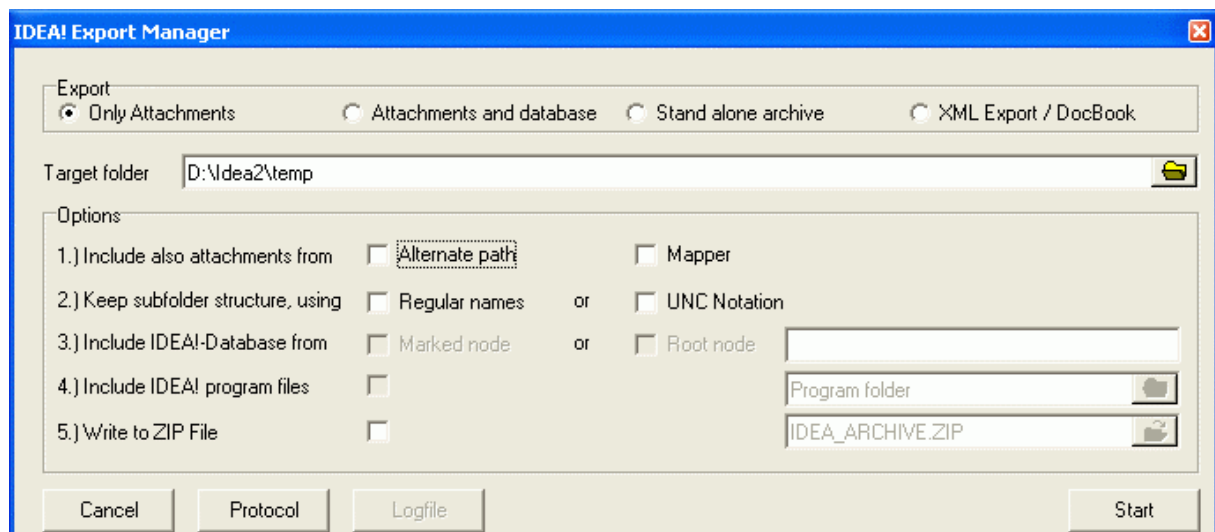 IDEA! Export Manager
Export
Only Attachments Attachments and database Stand alone archive XML Export / DocBook
Target folder D:\Idea2\temp
Options
1.) Include also attachments from Alternate path Mapper
2.) Keep subfolder structure, using Regular names or UNC Notation
3.) Include IDEA!-Database from Marked node or Root node
4.) Include IDEA! program files Program folder
5.) Write to ZIP File IDEA_ARCHIVE.ZIP
Cancel Protocol Logfile Start